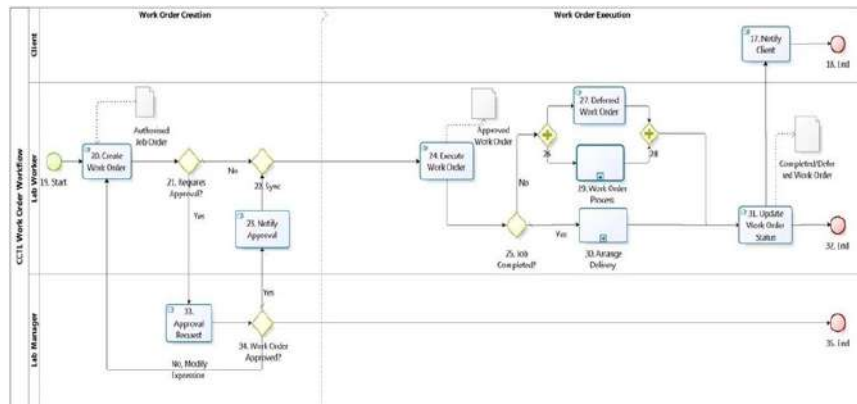 Work Order Creation
Work Order Execution
CCTL Work Order Workflow
Client
Lab Worker
Lab Manager
17. Notify
Client
18. End
19. Start
20. Create
Work Order
Authorised
Job Order
21. Requires
Approval?
No
Yes
22. Sync
23. Notify
Approval
Yes
33.
Approval
Request
34. Work Order
Approved?
No, Modify
Expression
24. Execute
Work Order
Approved
Work Order
25. Job
Completed?
No
Yes
26
27. Deferred
Work Order
28
29. Work Order
Process
30. Arrange
Delivery
31. Update
Work Order
Status
Completed/Defer
red Work Order
32. End
35. End